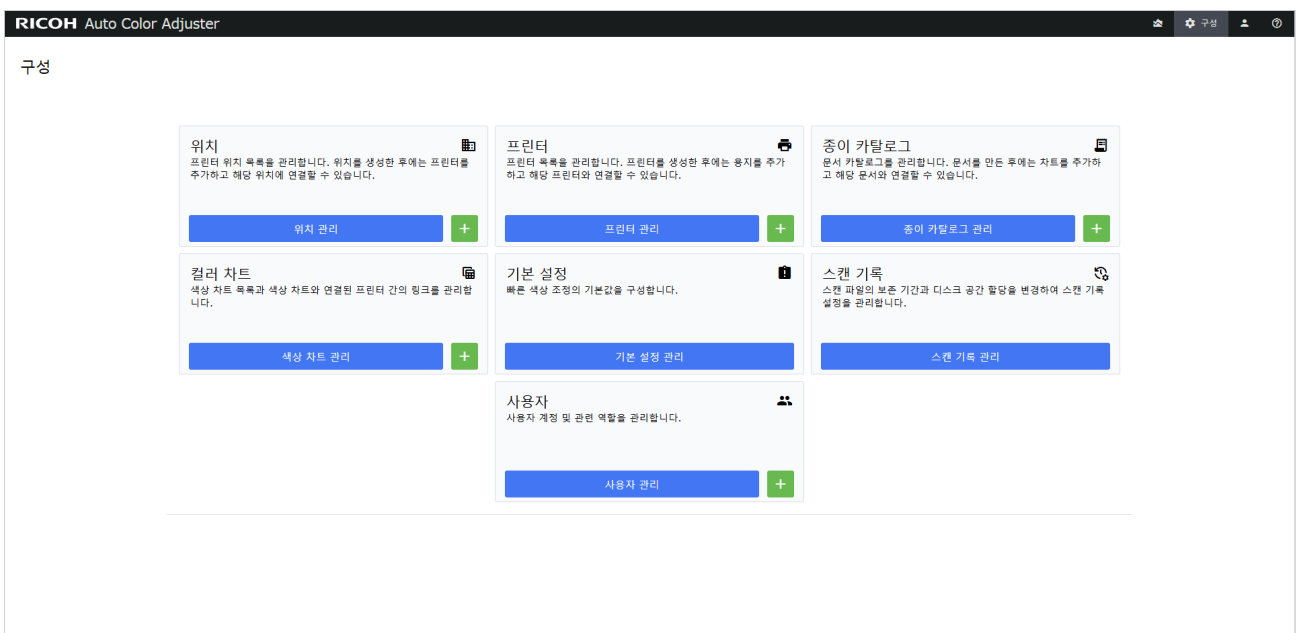 RICOH Auto Color Adjuster
구성
구성
위치
프린터 위치 목록을 관리합니다. 위치를 생성한 후에는 프린터를
추가하고 해당 위치에 연결할 수 있습니다.
위치 관리
+
프린터
프린터 목록을 관리합니다. 프린터를 생성한 후에는 용지를 추가
하고 해당 프린터와 연결할 수 있습니다.
프린터 관리
+
종이 카탈로그
문서 카탈로그를 관리합니다. 문서를 만든 후에는 차트를 추가하
고 해당 문서와 연결할 수 있습니다.
종이 카탈로그 관리
+
컬러 차트
색상 차트 목록과 색상 차트와 연결된 프린터 간의 링크를 관리합
니다.
색상 차트 관리
+
기본 설정
빠른 색상 조정의 기본값을 구성합니다.
기본 설정 관리
스캔 기록
스캔 파일의 보존 기간과 디스크 공간 할당을 변경하여 스캔 기록
설정을 관리합니다.
스캔 기록 관리
사용자
사용자 계정 및 관련 역할을 관리합니다.
사용자 관리
+